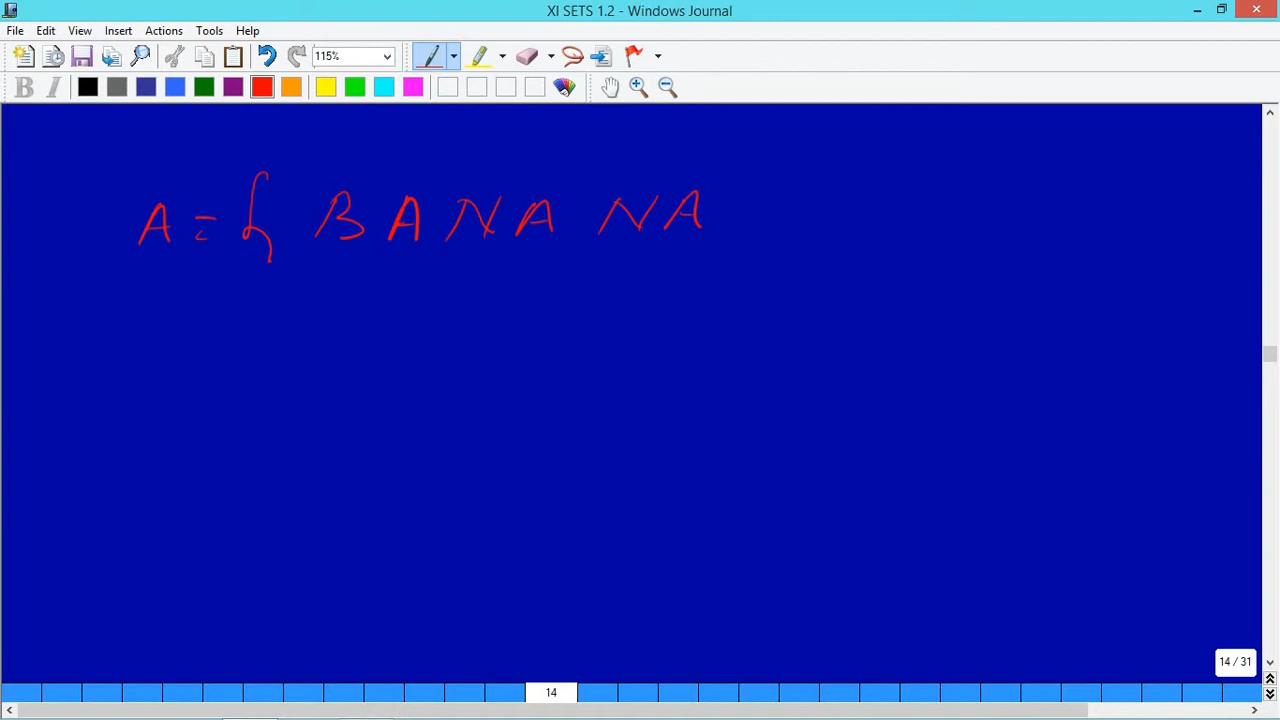 XI SETS 1.2 - Windows Journal
File Edit View Insert Actions Tools Help
115%
B I
A = { B A N A N A
14 / 31
14